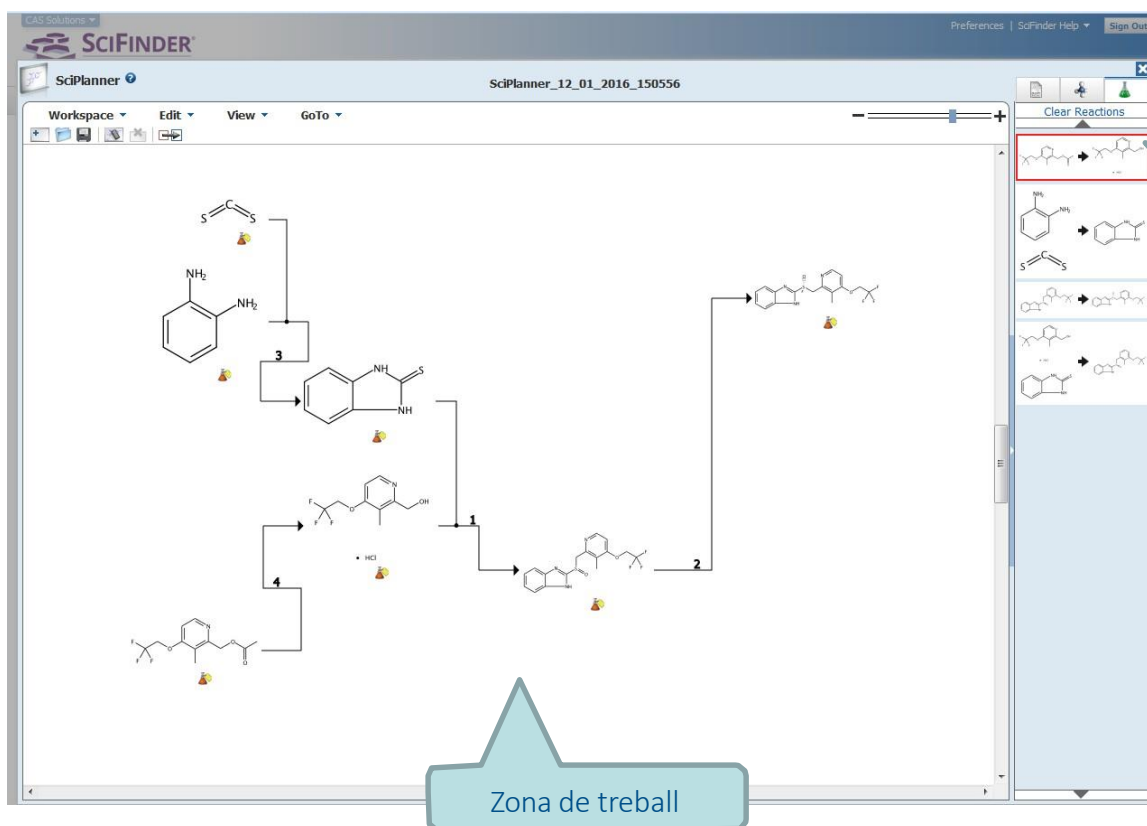 CAS Solutions
Preferences | SciFinder Help Sign Out
SCIFINDER®
SciPlanner
SciPlanner_12_01_2016_150556
Workspace Edit View GoTo
Clear Reactions
S C S
NH2
NH2
3
NH
S
NH
F
F F
O
N
OH
• HCl
4
1
2
F
F F
O
N
O
O
Zona de treball